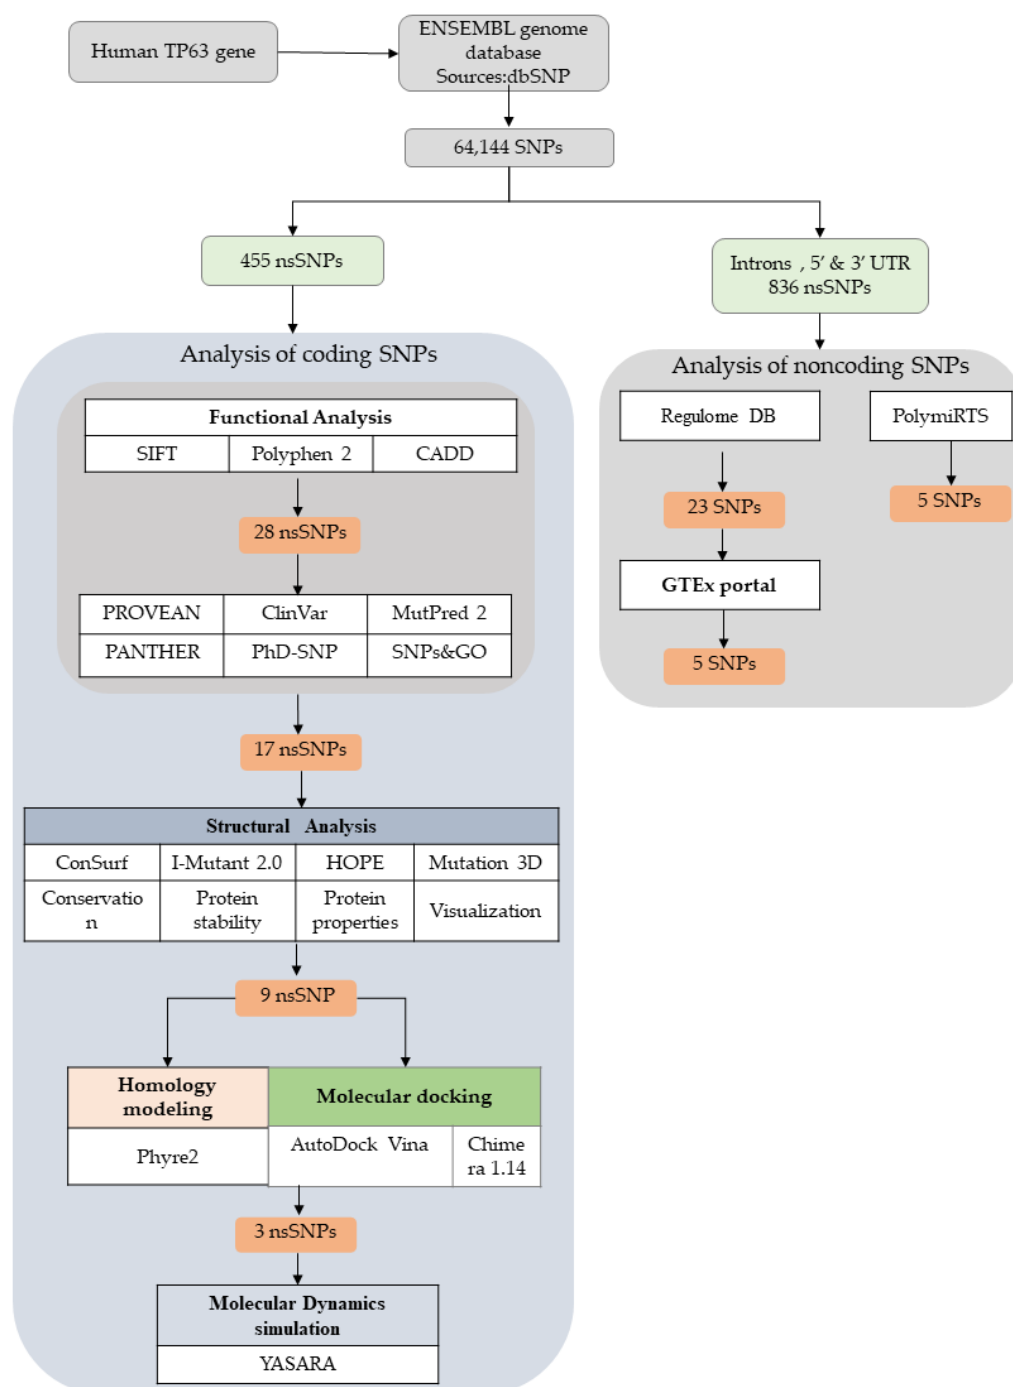 Human TP63 gene
ENSEMBL genome
database
Sources:dbSNP
64,144 SNPs
455 nsSNPs
Introns , 5′ & 3′ UTR
836 nsSNPs
Analysis of coding SNPs
Functional Analysis
SIFT
Polyphen 2
CADD
28 nsSNPs
PROVEAN
ClinVar
MutPred 2
PANTHER
PhD-SNP
SNPs&GO
17 nsSNPs
Structural Analysis
ConSurf
I-Mutant 2.0
HOPE
Mutation 3D
Conservatio
n
Protein
stability
Protein
properties
Visualization
9 nsSNP
Homology
modeling
Molecular docking
Phyre2
AutoDock Vina
Chime
ra 1.14
3 nsSNPs
Molecular Dynamics
simulation
YASARA
Analysis of noncoding SNPs
Regulome DB
PolymiRTS
23 SNPs
5 SNPs
GTEx portal
5 SNPs